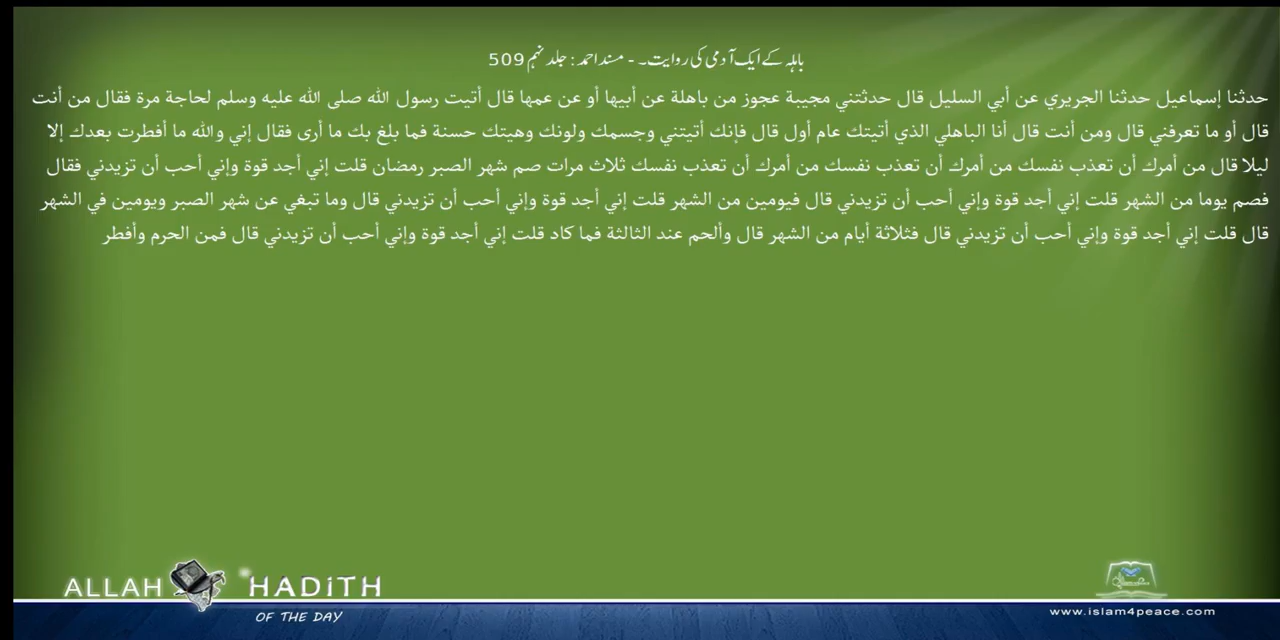 باہلہ کے ایک آدمی کی روایت۔ - مسند احمد: جلد نہم 509
حدثنا إسماعيل حدثنا الجريري عن أبي السليل قال حدثتني مجيبة عجوز من باهلة عن أبيها أو عن عمها قال أتيت رسول الله صلى الله عليه وسلم لحاجة مرة فقال من أنت
قال أو ما تعرفني قال ومن أنت قال أنا الباهلي الذي أتيتك عام أول قال فإنك أتيتني وجسمك ولونك وهيتك حسنة فما بلغ بك ما أرى فقال إني والله ما أفطرت بعدك إلا
ليلا قال من أمرك أن تعذب نفسك من أمرك أن تعذب نفسك من أمرك أن تعذب نفسك ثلاث مرات صم شهر الصبر رمضان قلت إني أجد قوة وإني أحب أن تزيدني فقال
فصم يوما من الشهر قلت إني أجد قوة وإني أحب أن تزيدني قال فيومين من الشهر قلت إني أجد قوة وإني أحب أن تزيدني قال وما تبغي عن شهر الصبر ويومين في الشهر
قال قلت إني أجد قوة وإني أحب أن تزيدني قال فثلاثة أيام من الشهر قال وألحم عند الثالثة فما كاد قلت إني أجد قوة وإني أحب أن تزيدني قال فمن الحرم وأفطر
ALLAH HADITH
OF THE DAY
www.islam4peace.com